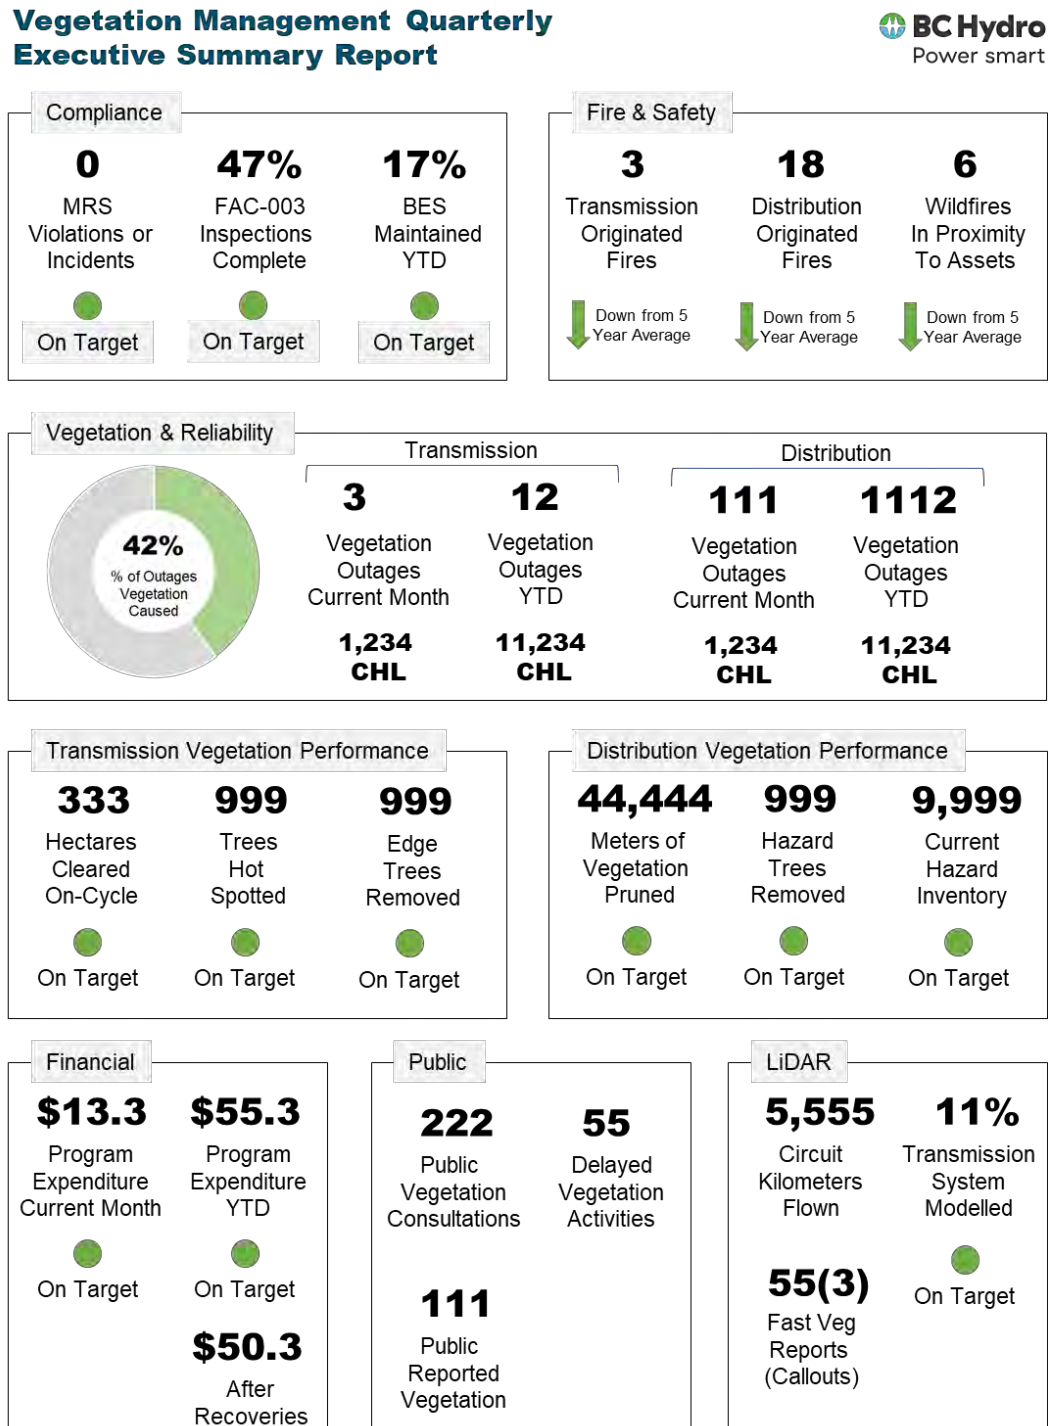 Vegetation Management Quarterly
Executive Summary Report
BC Hydro
Power smart
Compliance
0
MRS
Violations or
Incidents
On Target
47%
FAC-003
Inspections
Complete
On Target
17%
BES
Maintained
YTD
On Target
Fire & Safety
3
Transmission
Originated
Fires
Down from 5
Year Average
18
Distribution
Originated
Fires
Down from 5
Year Average
6
Wildfires
In Proximity
To Assets
Down from 5
Year Average
Vegetation & Reliability
42%
% of Outages
Vegetation
Caused
Transmission
3
Vegetation
Outages
Current Month
1,234
CHL
12
Vegetation
Outages
YTD
11,234
CHL
Distribution
111
Vegetation
Outages
Current Month
1,234
CHL
1112
Vegetation
Outages
YTD
11,234
CHL
Transmission Vegetation Performance
333
Hectares
Cleared
On-Cycle
On Target
999
Trees
Hot
Spotted
On Target
999
Edge
Trees
Removed
On Target
Distribution Vegetation Performance
44,444
Meters of
Vegetation
Pruned
On Target
999
Hazard
Trees
Removed
On Target
9,999
Current
Hazard
Inventory
On Target
Financial
$13.3
Program
Expenditure
Current Month
On Target
$55.3
Program
Expenditure
YTD
On Target
$50.3
After
Recoveries
Public
222
Public
Vegetation
Consultations
55
Delayed
Vegetation
Activities
111
Public
Reported
Vegetation
LiDAR
5,555
Circuit
Kilometers
Flown
11%
Transmission
System
Modelled
On Target
55(3)
Fast Veg
Reports
(Callouts)